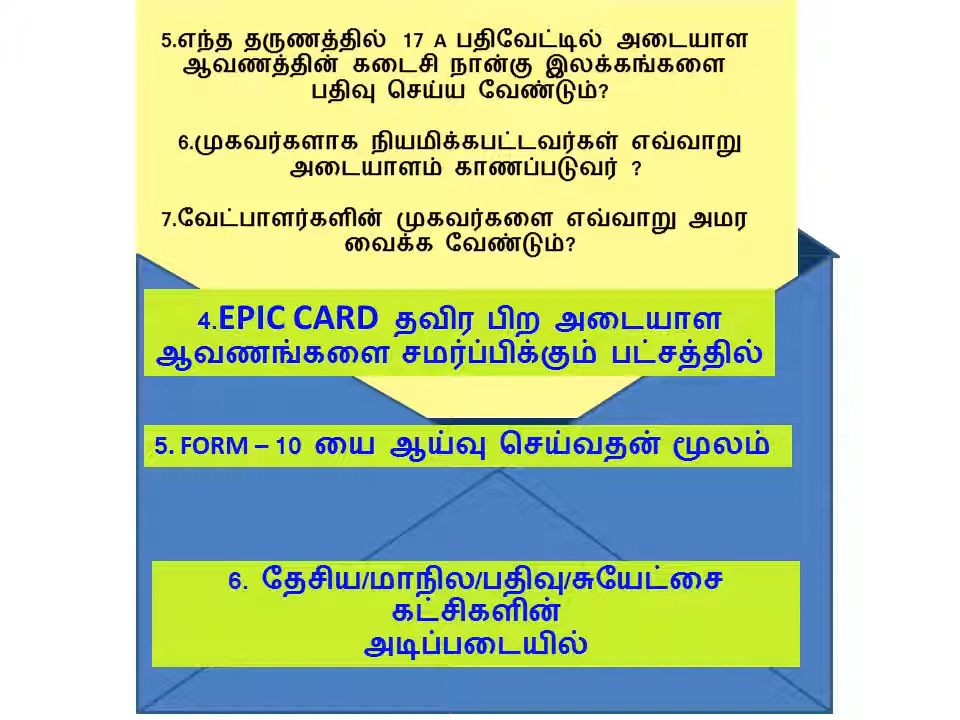 5.எந்த தருணத்தில் 17 A பதிவேட்டில் அடையாள
ஆவணத்தின் கடைசி நான்கு இலக்கங்களை
பதிவு செய்ய வேண்டும்?
6.முகவர்களாக நியமிக்கபட்டவர்கள் எவ்வாறு
அடையாளம் காணப்படுவர் ?
7.வேட்பாளர்களின் முகவர்களை எவ்வாறு அமர
வைக்க வேண்டும்?
4.EPIC CARD தவிர பிற அடையாள
ஆவணங்களை சமர்ப்பிக்கும் பட்சத்தில்
5. FORM – 10 யை ஆய்வு செய்வதன் மூலம்
6. தேசிய/மாநில/பதிவு/சுயேட்சை
கட்சிகளின்
அடிப்படையில்